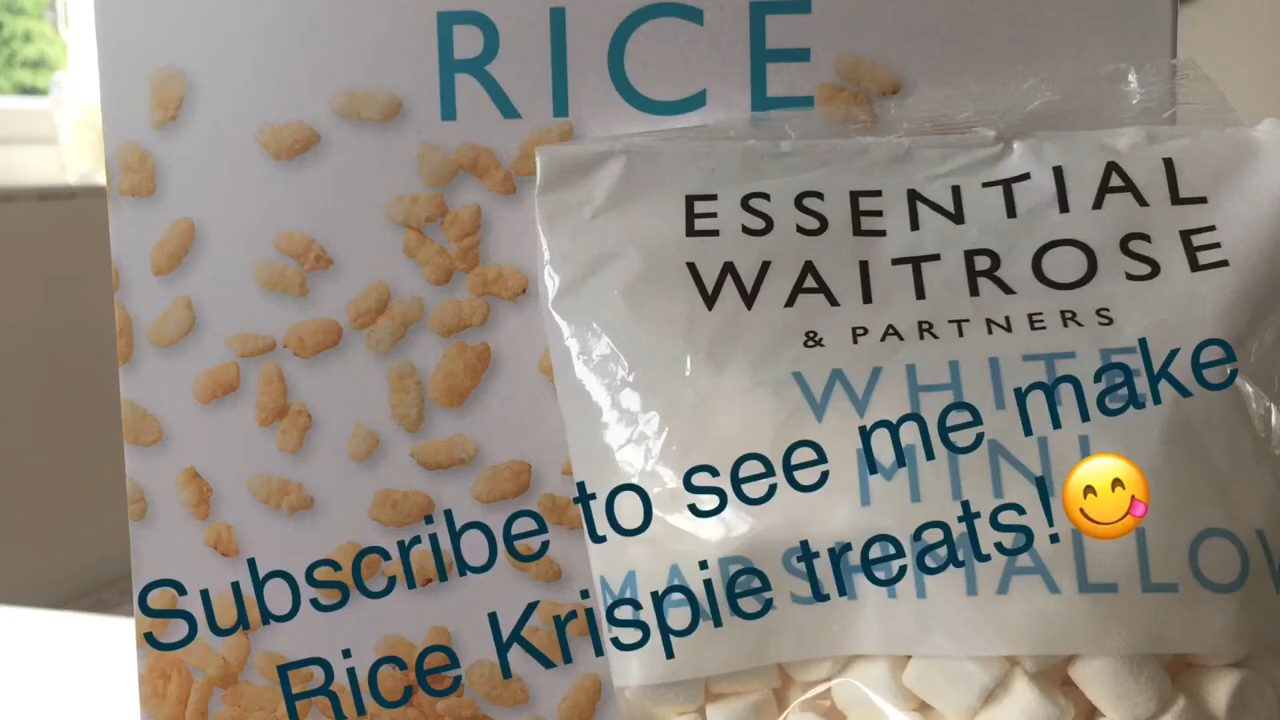 RICE
ESSENTIAL
WAITROSE
& PARTNERS
WHITE
MINI
MARSHMALLOW
Subscribe to see me make
Rice Krispie treats!😋